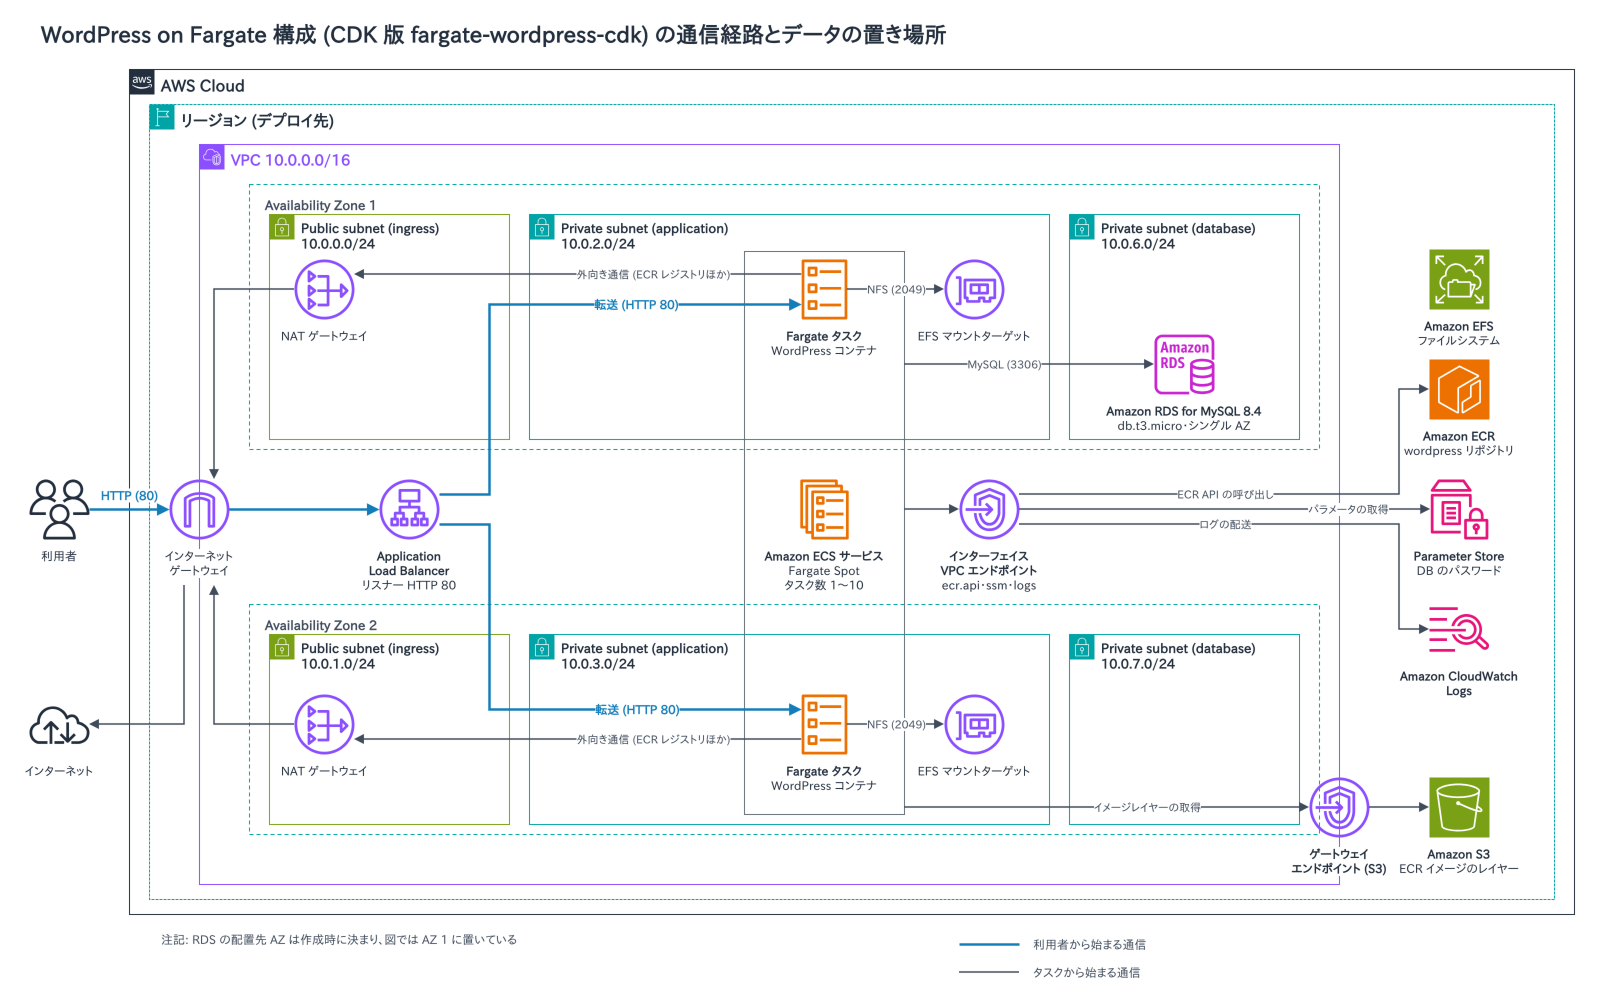 WordPress on Fargate 構成 (CDK 版 fargate-wordpress-cdk) の通信経路とデータの置き場所
aws
AWS Cloud
リージョン (デプロイ先)
VPC 10.0.0.0/16
Availability Zone 1
Public subnet (ingress)
10.0.0.0/24
NAT ゲートウェイ
Private subnet (application)
10.0.2.0/24
外向き通信 (ECR レジストリほか)
転送 (HTTP 80)
Fargate タスク
WordPress コンテナ
NFS (2049)
EFS マウントターゲット
MySQL (3306)
Private subnet (database)
10.0.6.0/24
Amazon
RDS
Amazon RDS for MySQL 8.4
db.t3.micro・シングル AZ
Amazon EFS
ファイルシステム
Amazon ECR
wordpress リポジトリ
利用者
HTTP (80)
インターネット
ゲートウェイ
Application
Load Balancer
リスナー HTTP 80
Amazon ECS サービス
Fargate Spot
タスク数 1〜10
インターフェイス
VPC エンドポイント
ecr.api・ssm・logs
ECR API の呼び出し
パラメータの取得
ログの配送
Parameter Store
DB のパスワード
Amazon CloudWatch
Logs
インターネット
Availability Zone 2
Public subnet (ingress)
10.0.1.0/24
NAT ゲートウェイ
Private subnet (application)
10.0.3.0/24
転送 (HTTP 80)
外向き通信 (ECR レジストリほか)
Fargate タスク
WordPress コンテナ
NFS (2049)
EFS マウントターゲット
イメージレイヤーの取得
Private subnet (database)
10.0.7.0/24
ゲートウェイ
エンドポイント (S3)
Amazon S3
ECR イメージのレイヤー
注記: RDS の配置先 AZ は作成時に決まり、図では AZ 1 に置いている
利用者から始まる通信
タスクから始まる通信